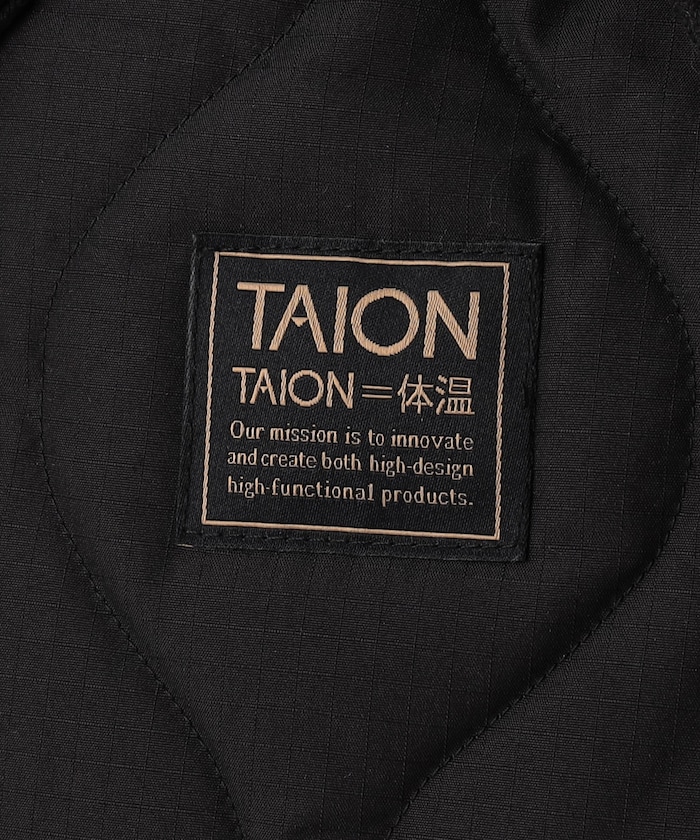 TAION
TAION=体温
Our mission is to innovate
and create both high-design
high-functional products.